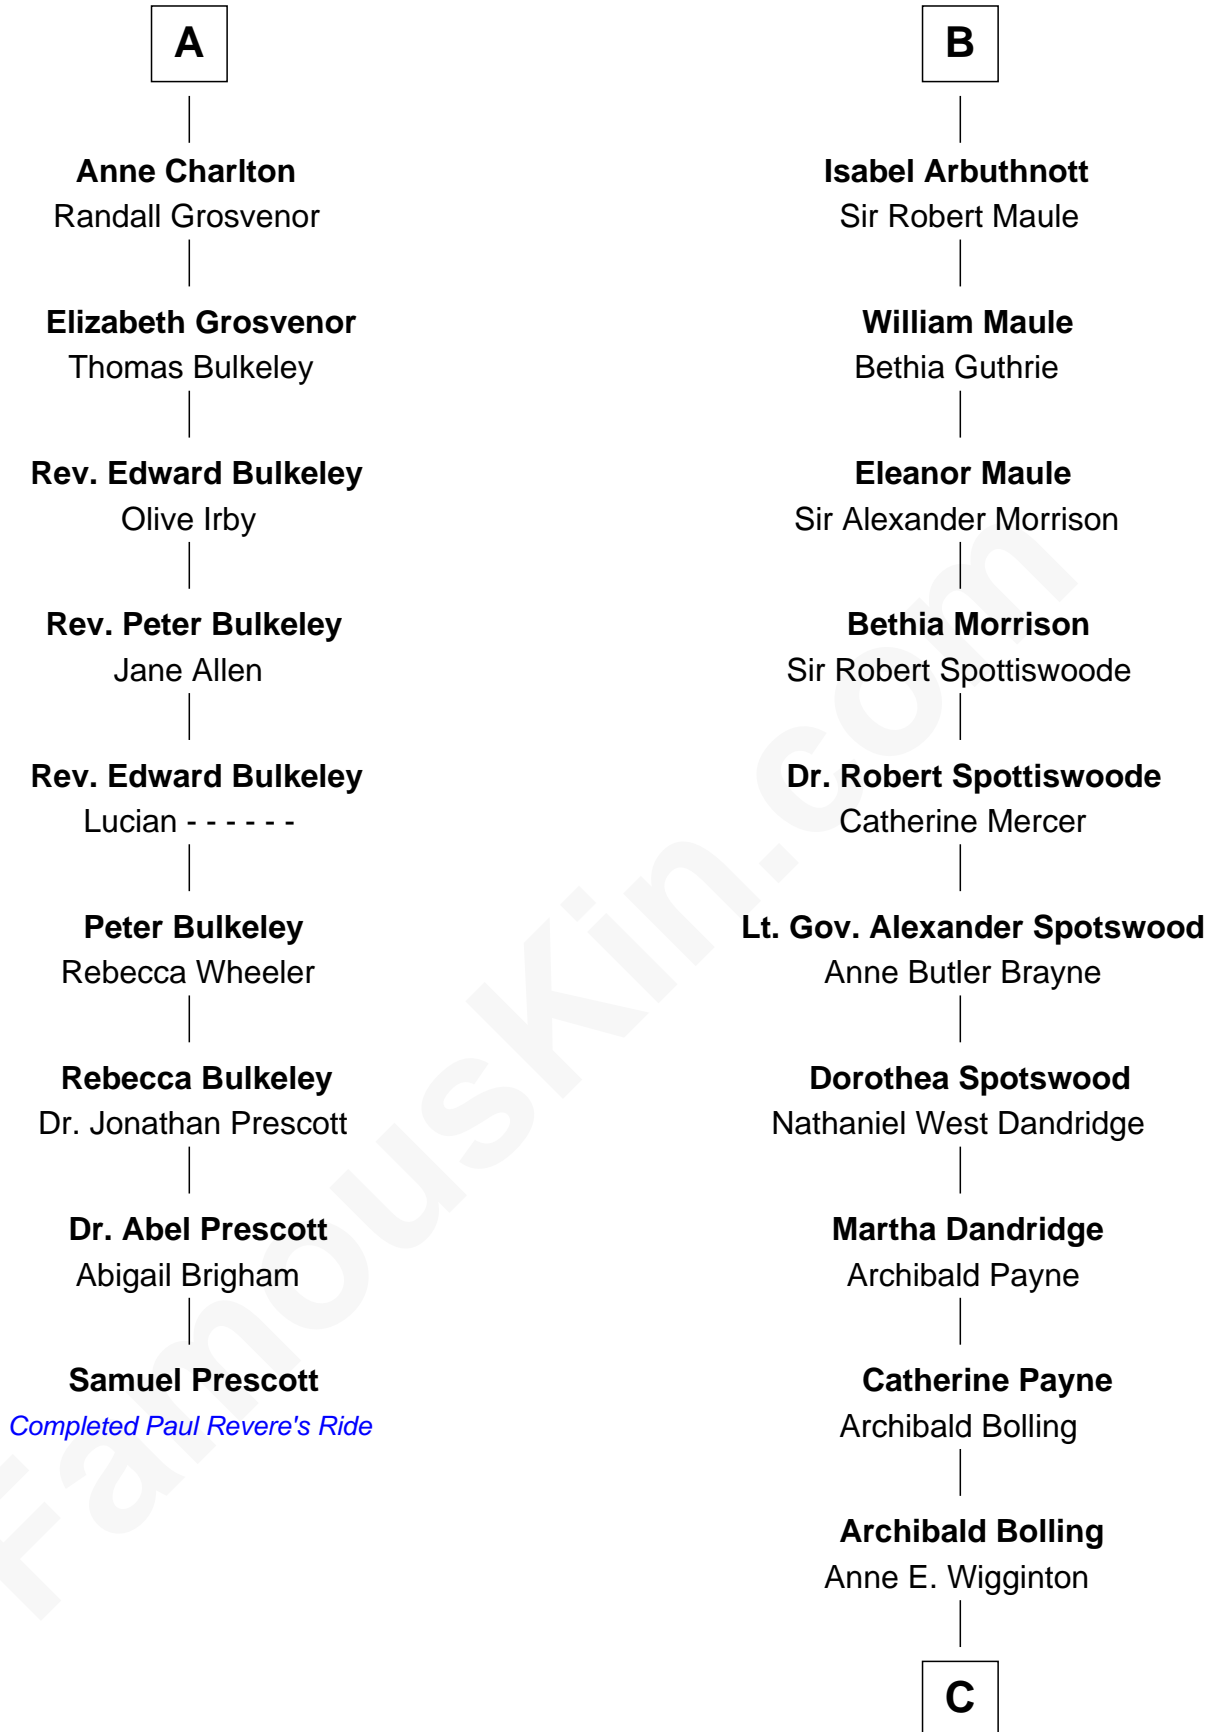 A
Anne Charlton
Randall Grosvenor
Elizabeth Grosvenor
Thomas Bulkeley
Rev. Edward Bulkeley
Olive Irby
Rev. Peter Bulkeley
Jane Allen
Rev. Edward Bulkeley
Lucian - - - - - -
Peter Bulkeley
Rebecca Wheeler
Rebecca Bulkeley
Dr. Jonathan Prescott
Dr. Abel Prescott
Abigail Brigham
Samuel Prescott
Completed Paul Revere's Ride
B
Isabel Arbuthnott
Sir Robert Maule
William Maule
Bethia Guthrie
Eleanor Maule
Sir Alexander Morrison
Bethia Morrison
Sir Robert Spottiswoode
Dr. Robert Spottiswoode
Catherine Mercer
Lt. Gov. Alexander Spotswood
Anne Butler Brayne
Dorothea Spotswood
Nathaniel West Dandridge
Martha Dandridge
Archibald Payne
Catherine Payne
Archibald Bolling
Archibald Bolling
Anne E. Wigginton
C
FamousKin.com